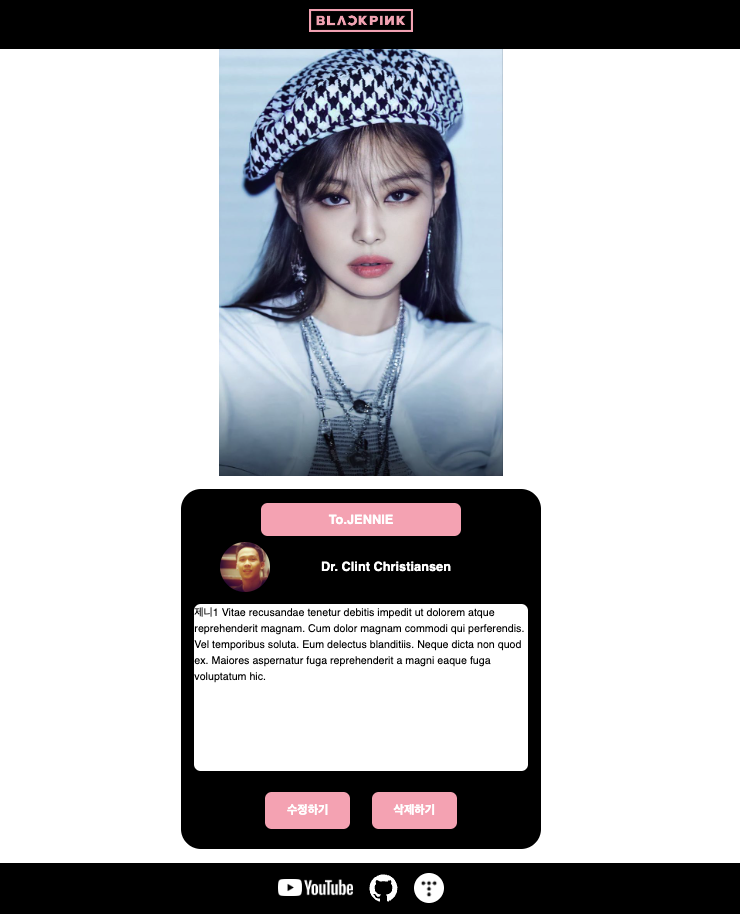 BLACKPINK
To.JENNIE
Dr. Clint Christiansen
제니1 Vitae recusandae tenetur debitis impedit ut dolorem atque
reprehenderit magnam. Cum dolor magnam commodi qui perferendis.
Vel temporibus soluta. Eum delectus blanditiis. Neque dicta non quod
ex. Maiores aspernatur fuga reprehenderit a magni eaque fuga
voluptatum hic.
수정하기 삭제하기
YouTube